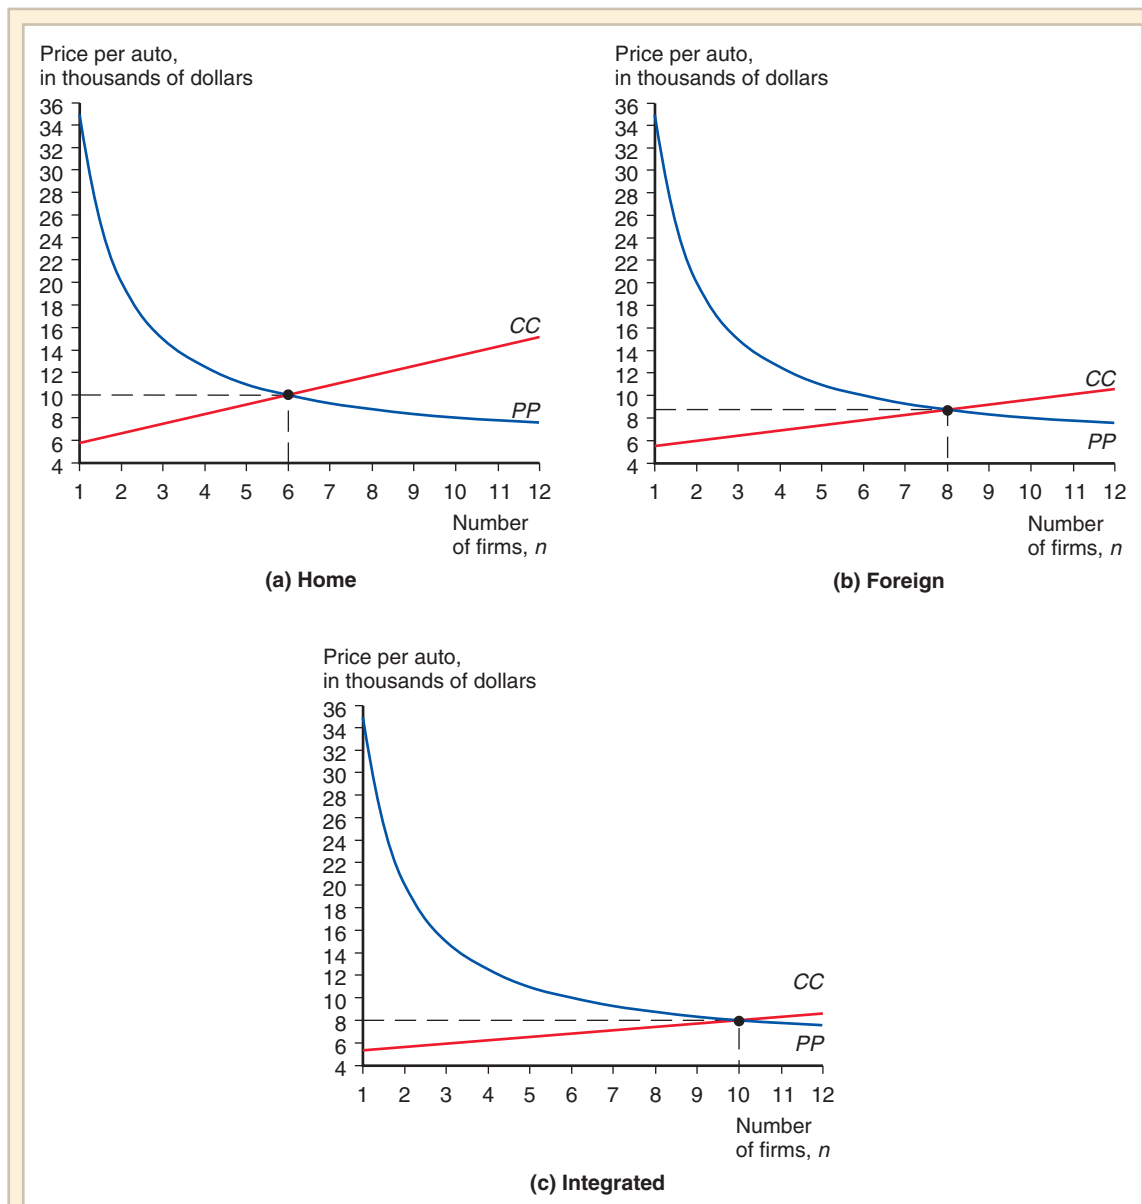 Price per auto,
in thousands of dollars
36
34
32
30
28
26
24
22
20
18
16
14
12
10
8
6
4
CC
PP
1 2 3 4 5 6 7 8 9 10 11 12
Number
of firms, n
(a) Home
Price per auto,
in thousands of dollars
36
34
32
30
28
26
24
22
20
18
16
14
12
10
8
6
4
CC
PP
1 2 3 4 5 6 7 8 9 10 11 12
Number
of firms, n
(b) Foreign
Price per auto,
in thousands of dollars
36
34
32
30
28
26
24
22
20
18
16
14
12
10
8
6
4
CC
PP
1 2 3 4 5 6 7 8 9 10 11 12
Number
of firms, n
(c) Integrated